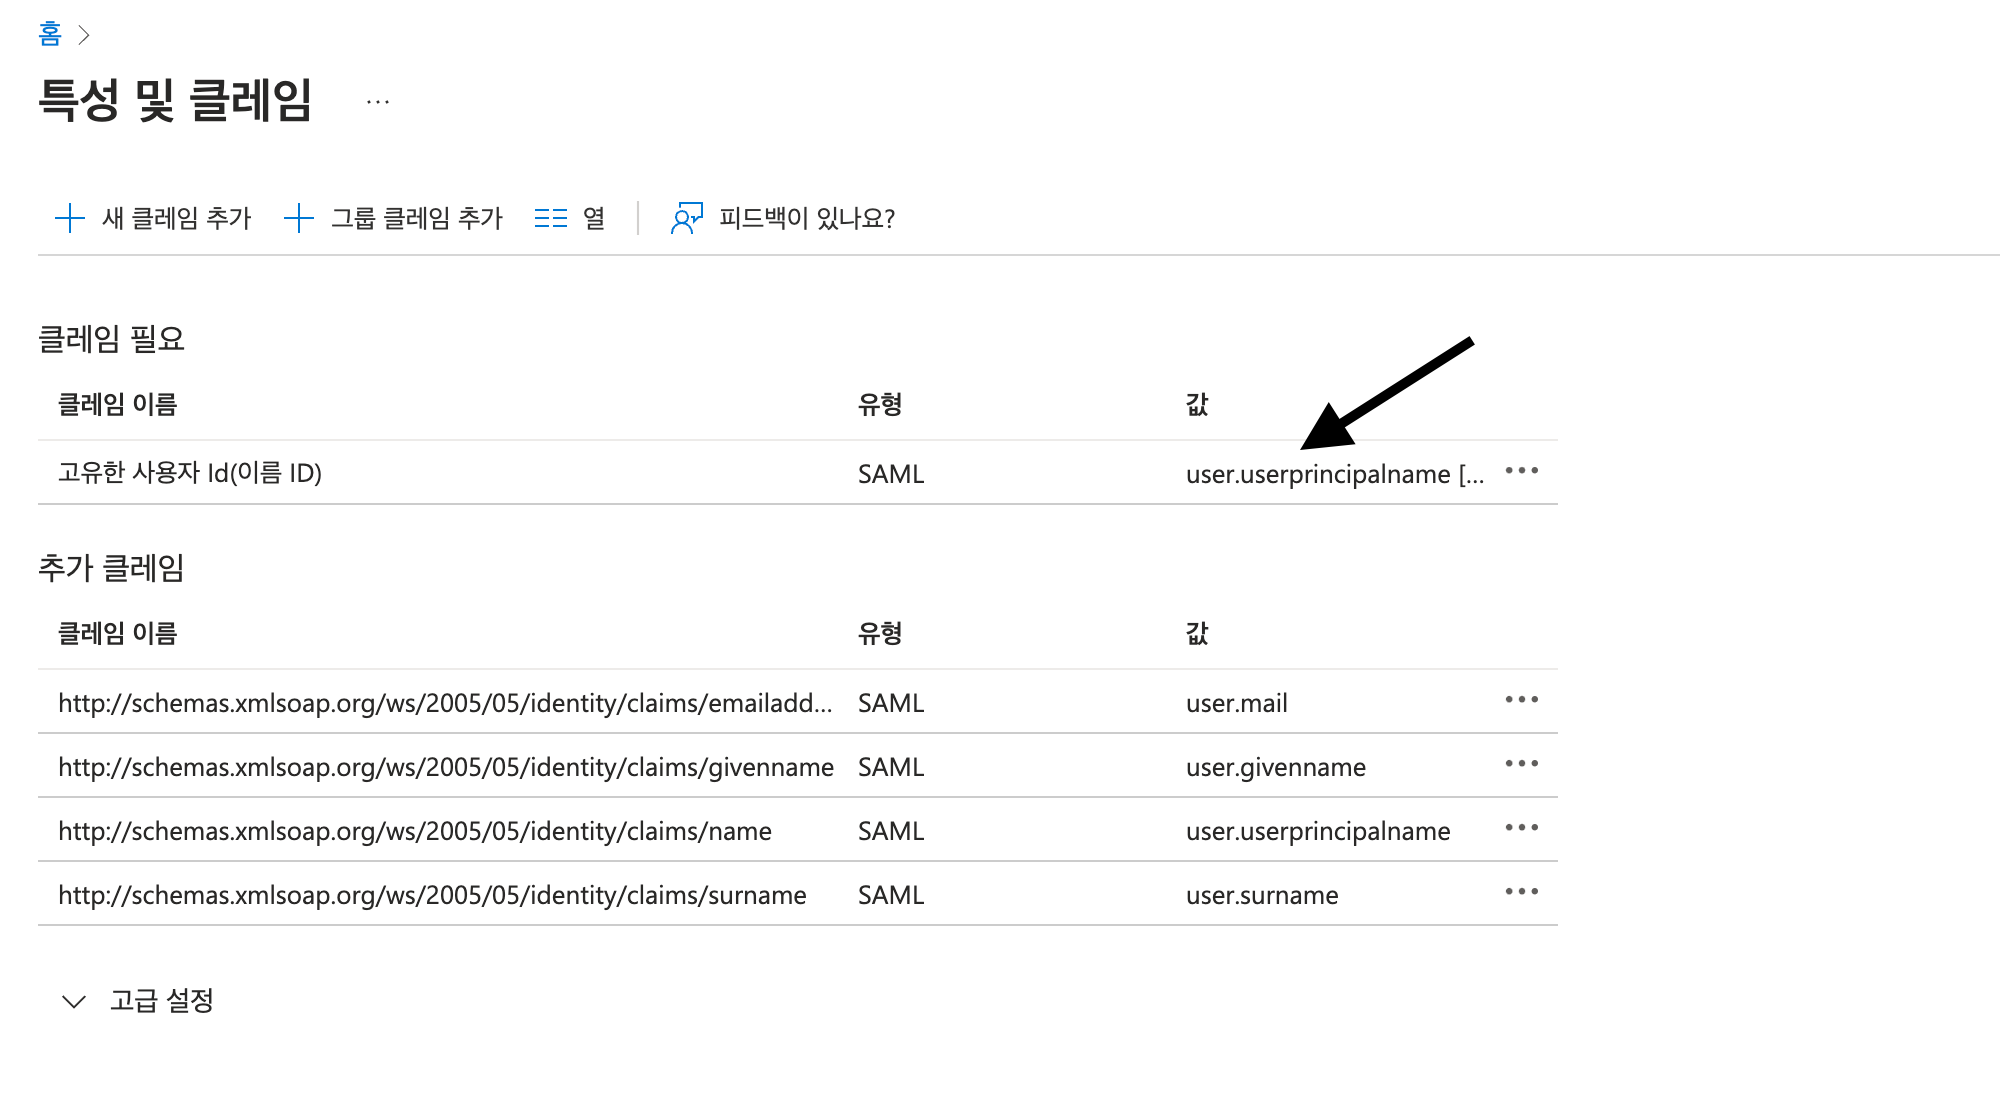 홈
특성 및 클레임 ...
새 클레임 추가 그룹 클레임 추가 열 피드백이 있나요?
클레임 필요
클레임 이름 유형 값
고유한 사용자 Id(이름 ID) SAML user.userprincipalname [...
추가 클레임
클레임 이름 유형 값
http://schemas.xmlsoap.org/ws/2005/05/identity/claims/emailadd... SAML user.mail
http://schemas.xmlsoap.org/ws/2005/05/identity/claims/givenname SAML user.givenname
http://schemas.xmlsoap.org/ws/2005/05/identity/claims/name SAML user.userprincipalname
http://schemas.xmlsoap.org/ws/2005/05/identity/claims/surname SAML user.surname
고급 설정